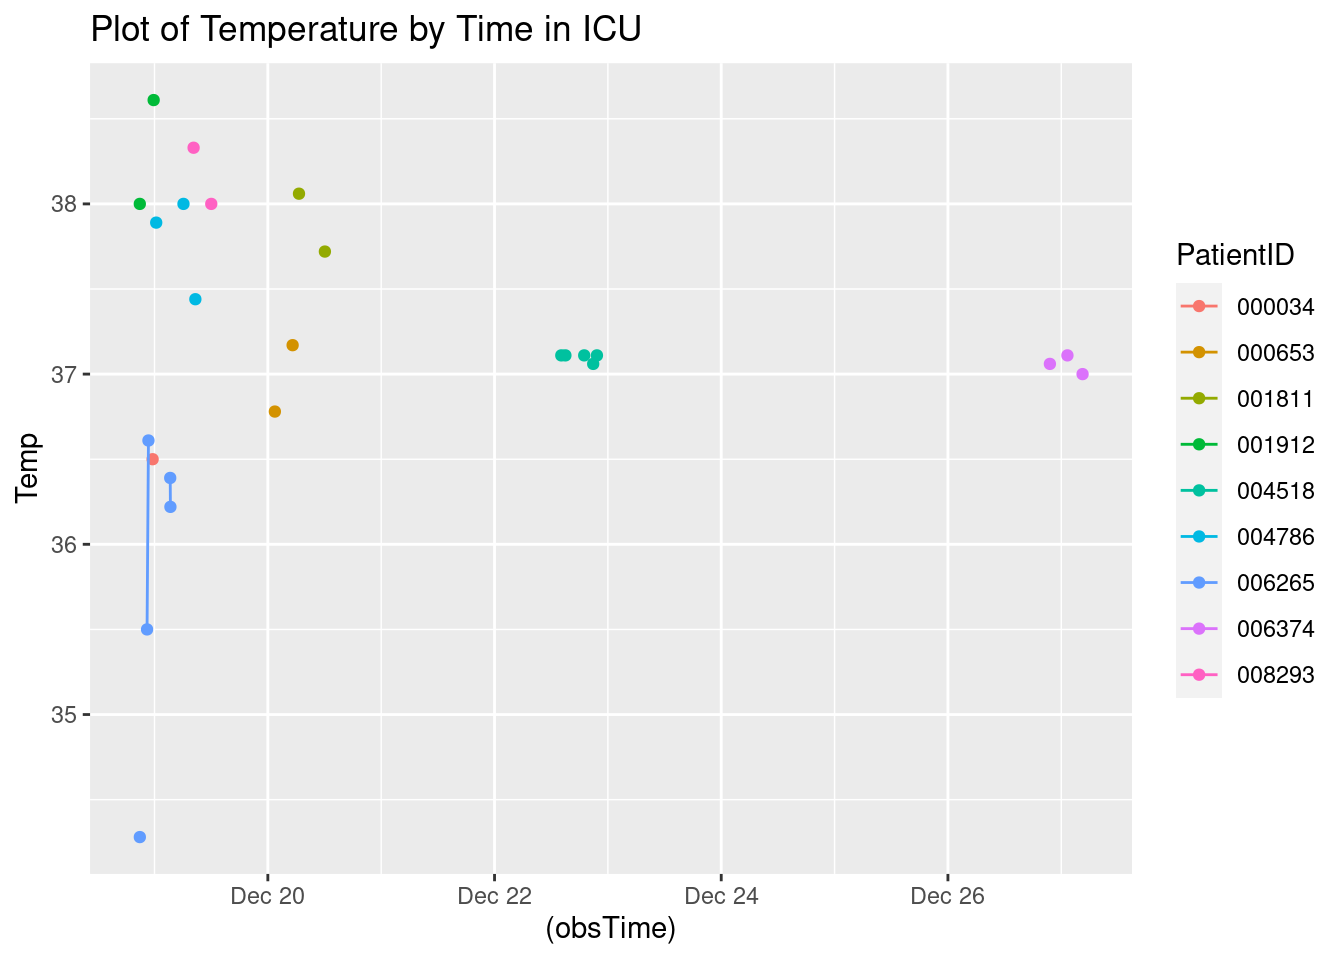 Plot of Temperature by Time in ICU
38
37
36
35
Temp
Dec 20
Dec 22
Dec 24
Dec 26
(obsTime)
PatientID
000034
000653
001811
001912
004518
004786
006265
006374
008293